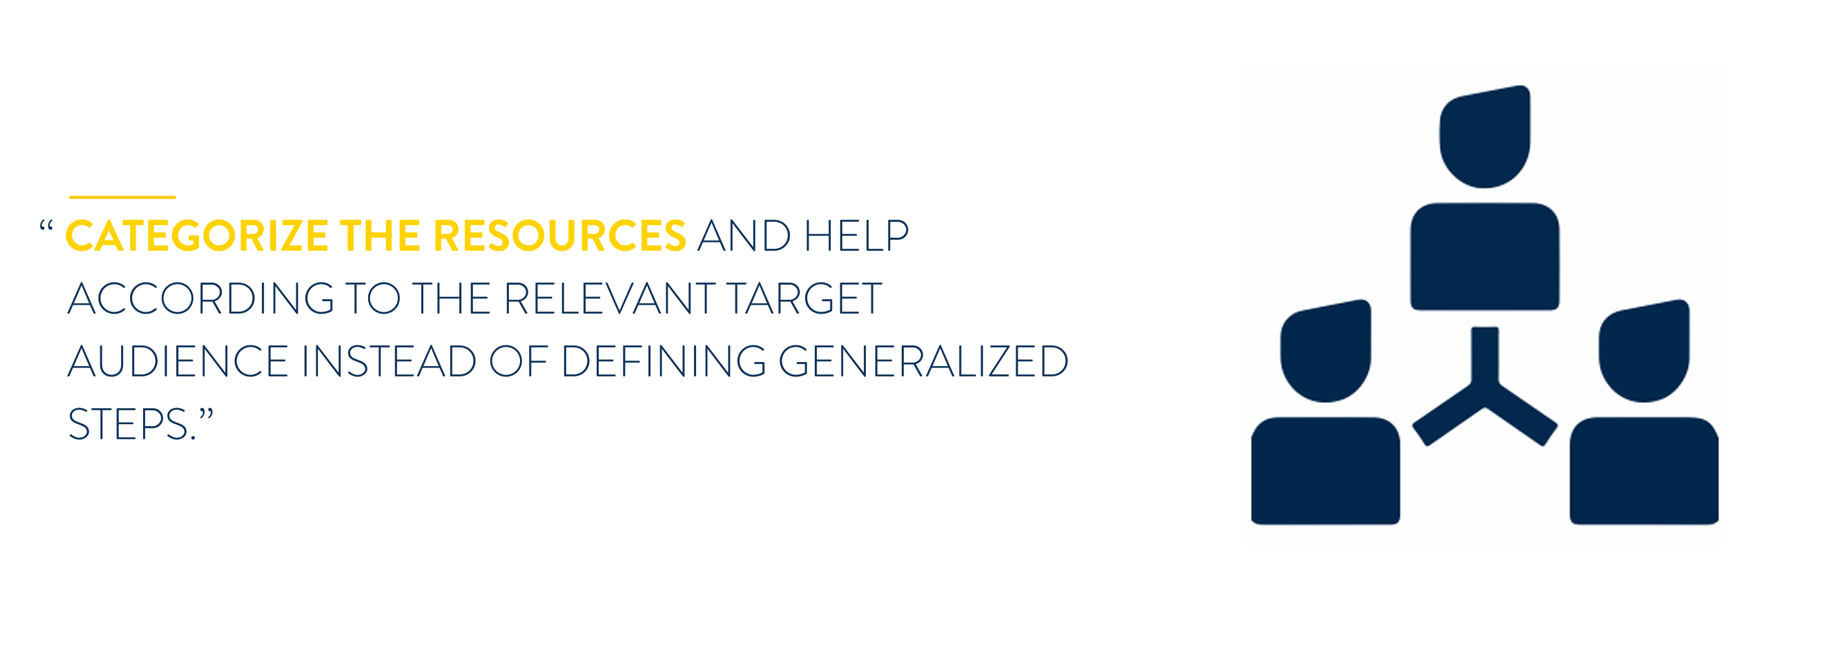 “ CATEGORIZE THE RESOURCES AND HELP
ACCORDING TO THE RELEVANT TARGET
AUDIENCE INSTEAD OF DEFINING GENERALIZED
STEPS.”